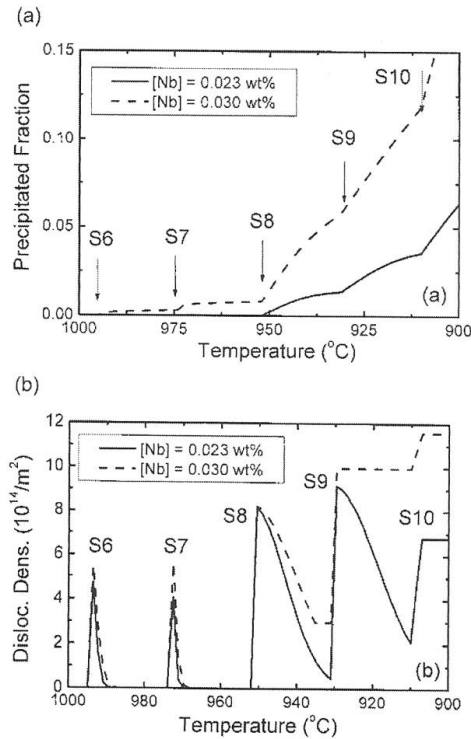 (a)
0.15
[Nb] = 0.023 wt%
[Nb] = 0.030 wt%
S10
0.10
S9
S8
0.05
S6
S7
(a)
0.00
1000 975 950 925 900
Precipitated Fraction
Temperature (°C)
(b)
12
[Nb] = 0.023 wt%
[Nb] = 0.030 wt%
10
S9
8
S8
S10
6
S6
S7
4
2
(b)
0
1000 980 960 940 920 900
Disloc. Dens. (10¹⁴/m²)
Temperature (°C)